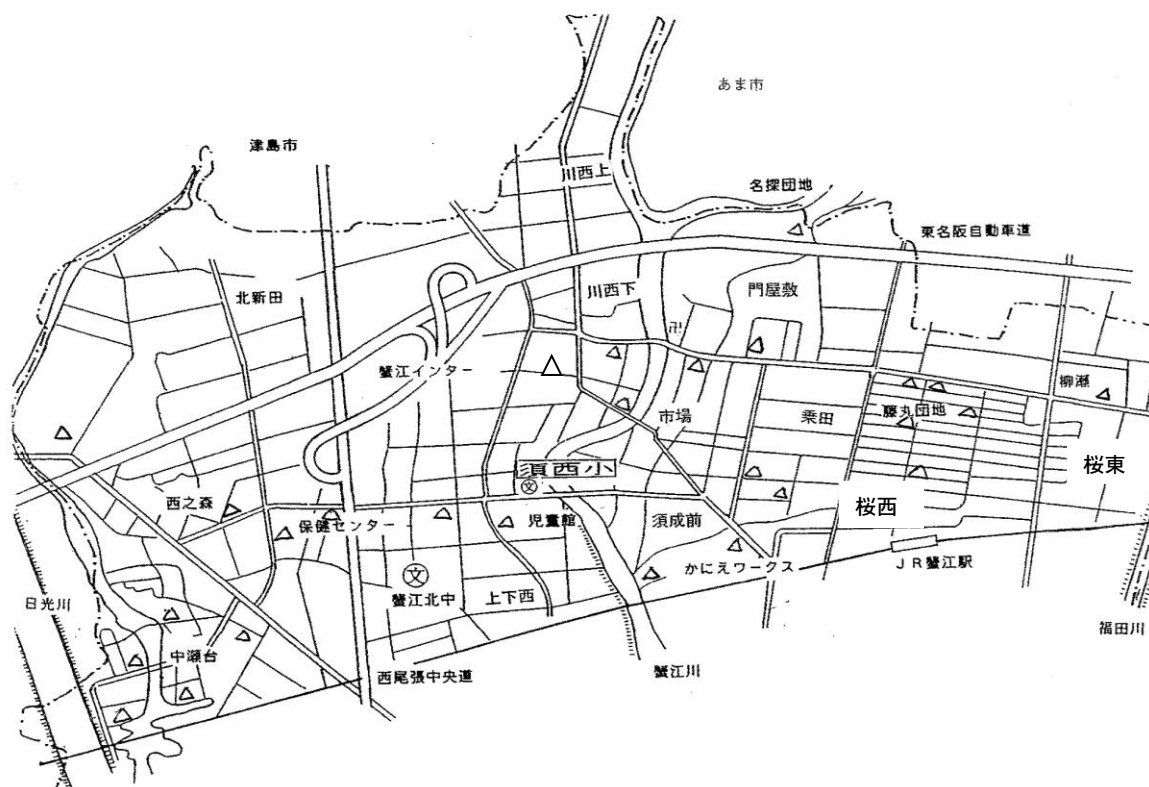 あま市
津島市
川西上
名探団地
東名阪自動車道
北新田
川西下
門屋敷
卍
蟹江インター
柳瀬
藤丸団地
市場
乗田
桜東
須西小
文
西之森
保健センター
児童館
須成前
桜西
かにえワークス
JR蟹江駅
文
蟹江北中
上下西
日光川
福田川
中瀬台
西尾張中央道
蟹江川